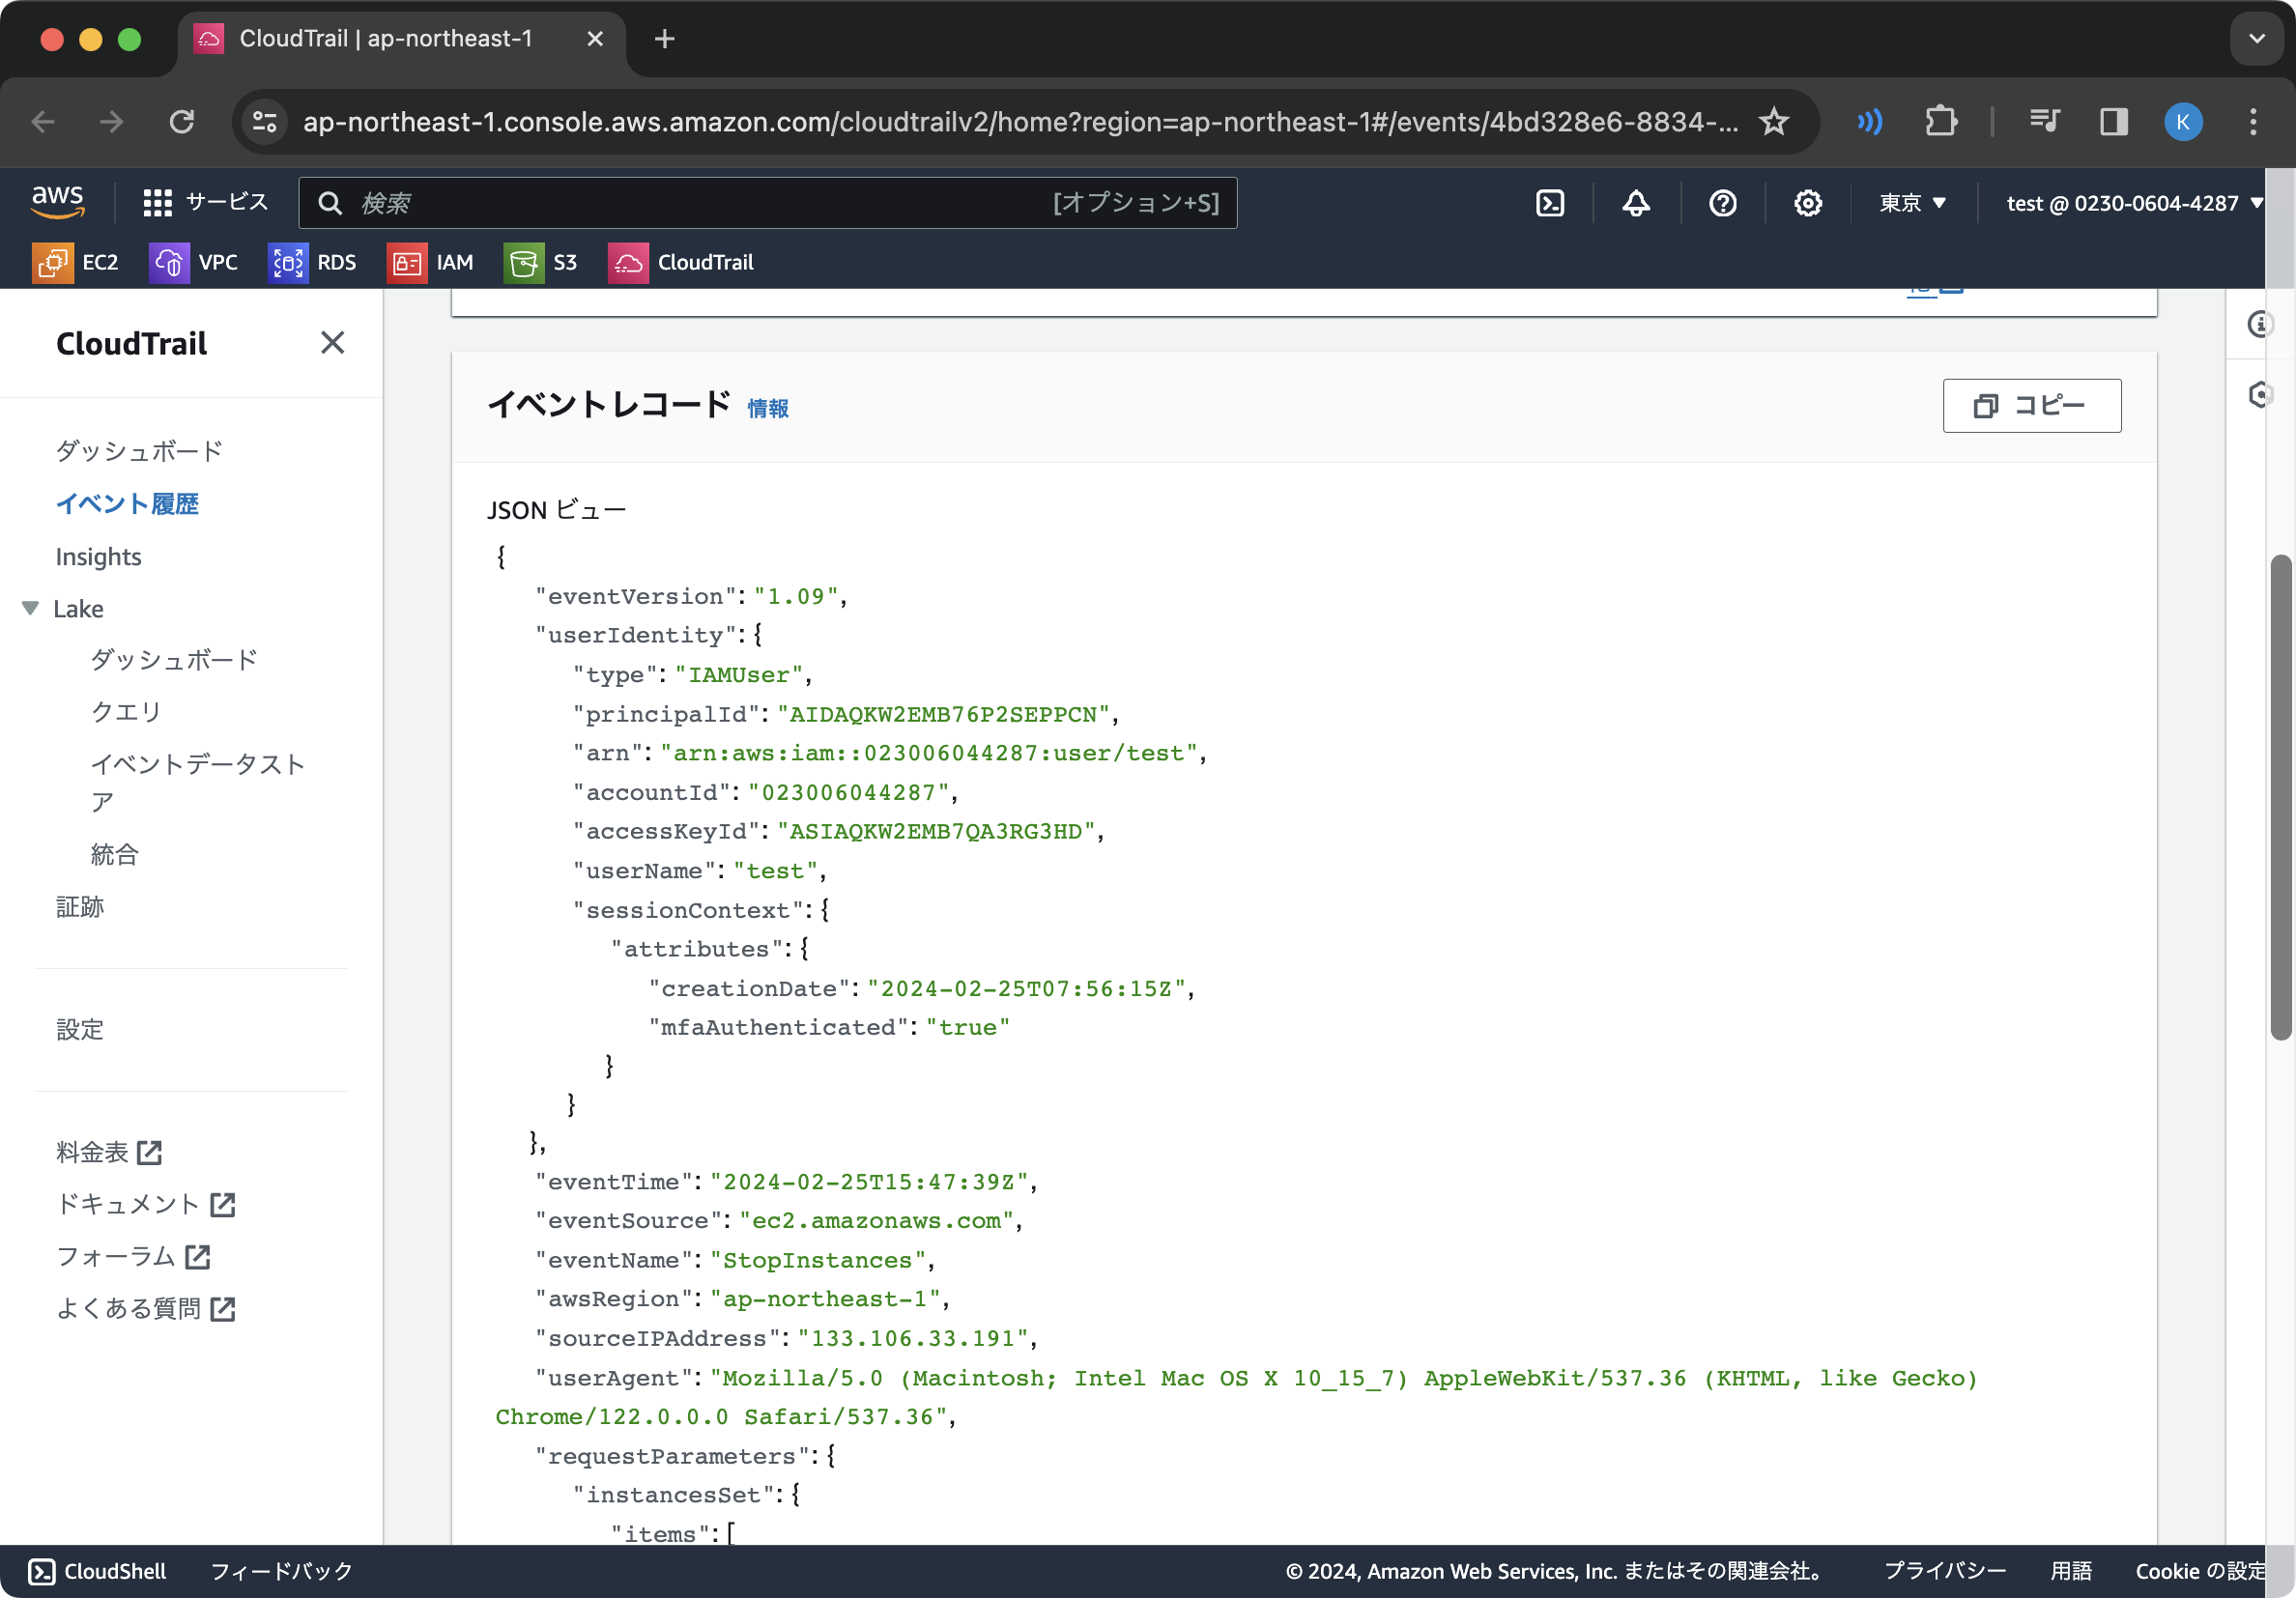 CloudTrail | ap-northeast-1
ap-northeast-1.console.aws.amazon.com/cloudtrailv2/home?region=ap-northeast-1#/events/4bd328e6-8834-...
K
aws
サービス
検索
[オプション+S]
東京
test @ 0230-0604-4287
EC2
VPC
RDS
IAM
S3
CloudTrail
CloudTrail
ダッシュボード
イベント履歴
Insights
Lake
ダッシュボード
クエリ
イベントデータスト
ア
統合
証跡
設定
料金表
ドキュメント
フォーラム
よくある質問
イベントレコード 情報
コピー
JSON ビュー
{
"eventVersion": "1.09",
"userIdentity": {
"type": "IAMUser",
"principalId": "AIDAQKW2EMB76P2SEPPCN",
"arn": "arn:aws:iam::023006044287:user/test",
"accountId": "023006044287",
"accessKeyId": "ASIAQKW2EMB7QA3RG3HD",
"userName": "test",
"sessionContext": {
"attributes": {
"creationDate": "2024-02-25T07:56:15Z",
"mfaAuthenticated": "true"
}
}
},
"eventTime": "2024-02-25T15:47:39Z",
"eventSource": "ec2.amazonaws.com",
"eventName": "StopInstances",
"awsRegion": "ap-northeast-1",
"sourceIPAddress": "133.106.33.191",
"userAgent": "Mozilla/5.0 (Macintosh; Intel Mac OS X 10_15_7) AppleWebKit/537.36 (KHTML, like Gecko)
Chrome/122.0.0.0 Safari/537.36",
"requestParameters": {
"instancesSet": {
"items": [
CloudShell
フィードバック
© 2024, Amazon Web Services, Inc. またはその関連会社。
プライバシー
用語
Cookie の設定